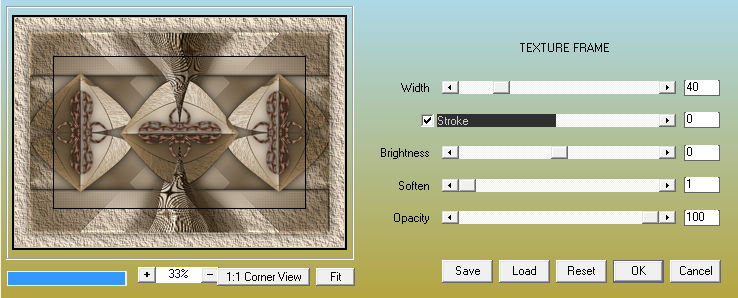 TEXTURE FRAME
Width 40
Stroke 0
Brightness 0
Soften 1
Opacity 100
+ 33% − 1:1 Corner View Fit
Save Load Reset OK Cancel